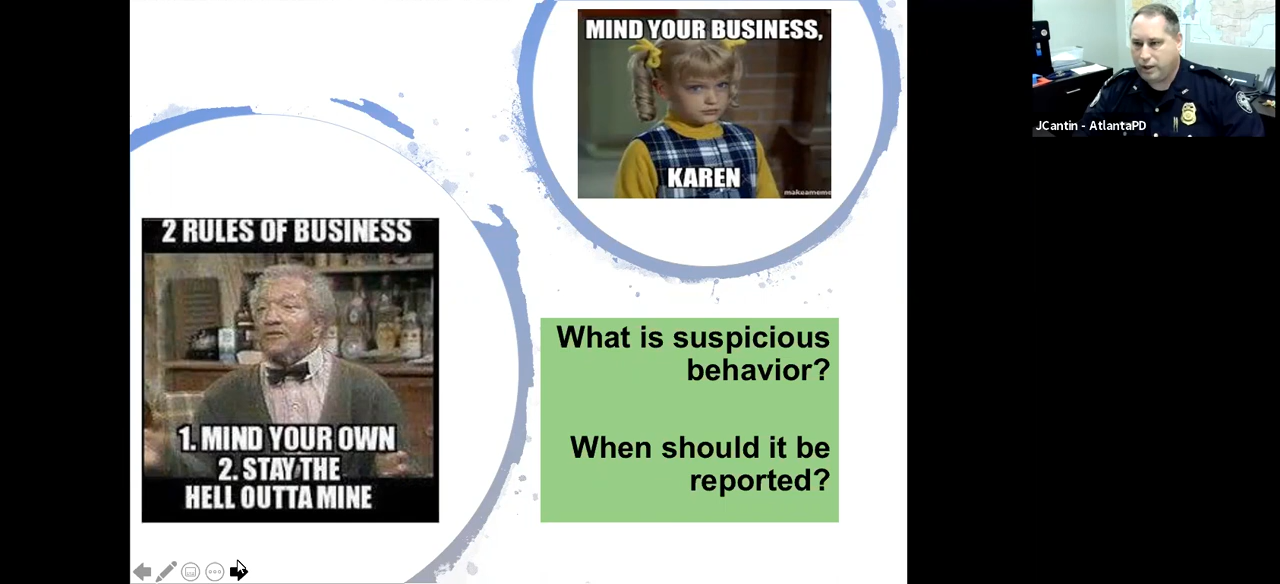 MIND YOUR BUSINESS,
KAREN
makeameme
JCantin - AtlantaPD
2 RULES OF BUSINESS
1. MIND YOUR OWN
2. STAY THE
HELL OUTTA MINE
What is suspicious
behavior?
When should it be
reported?